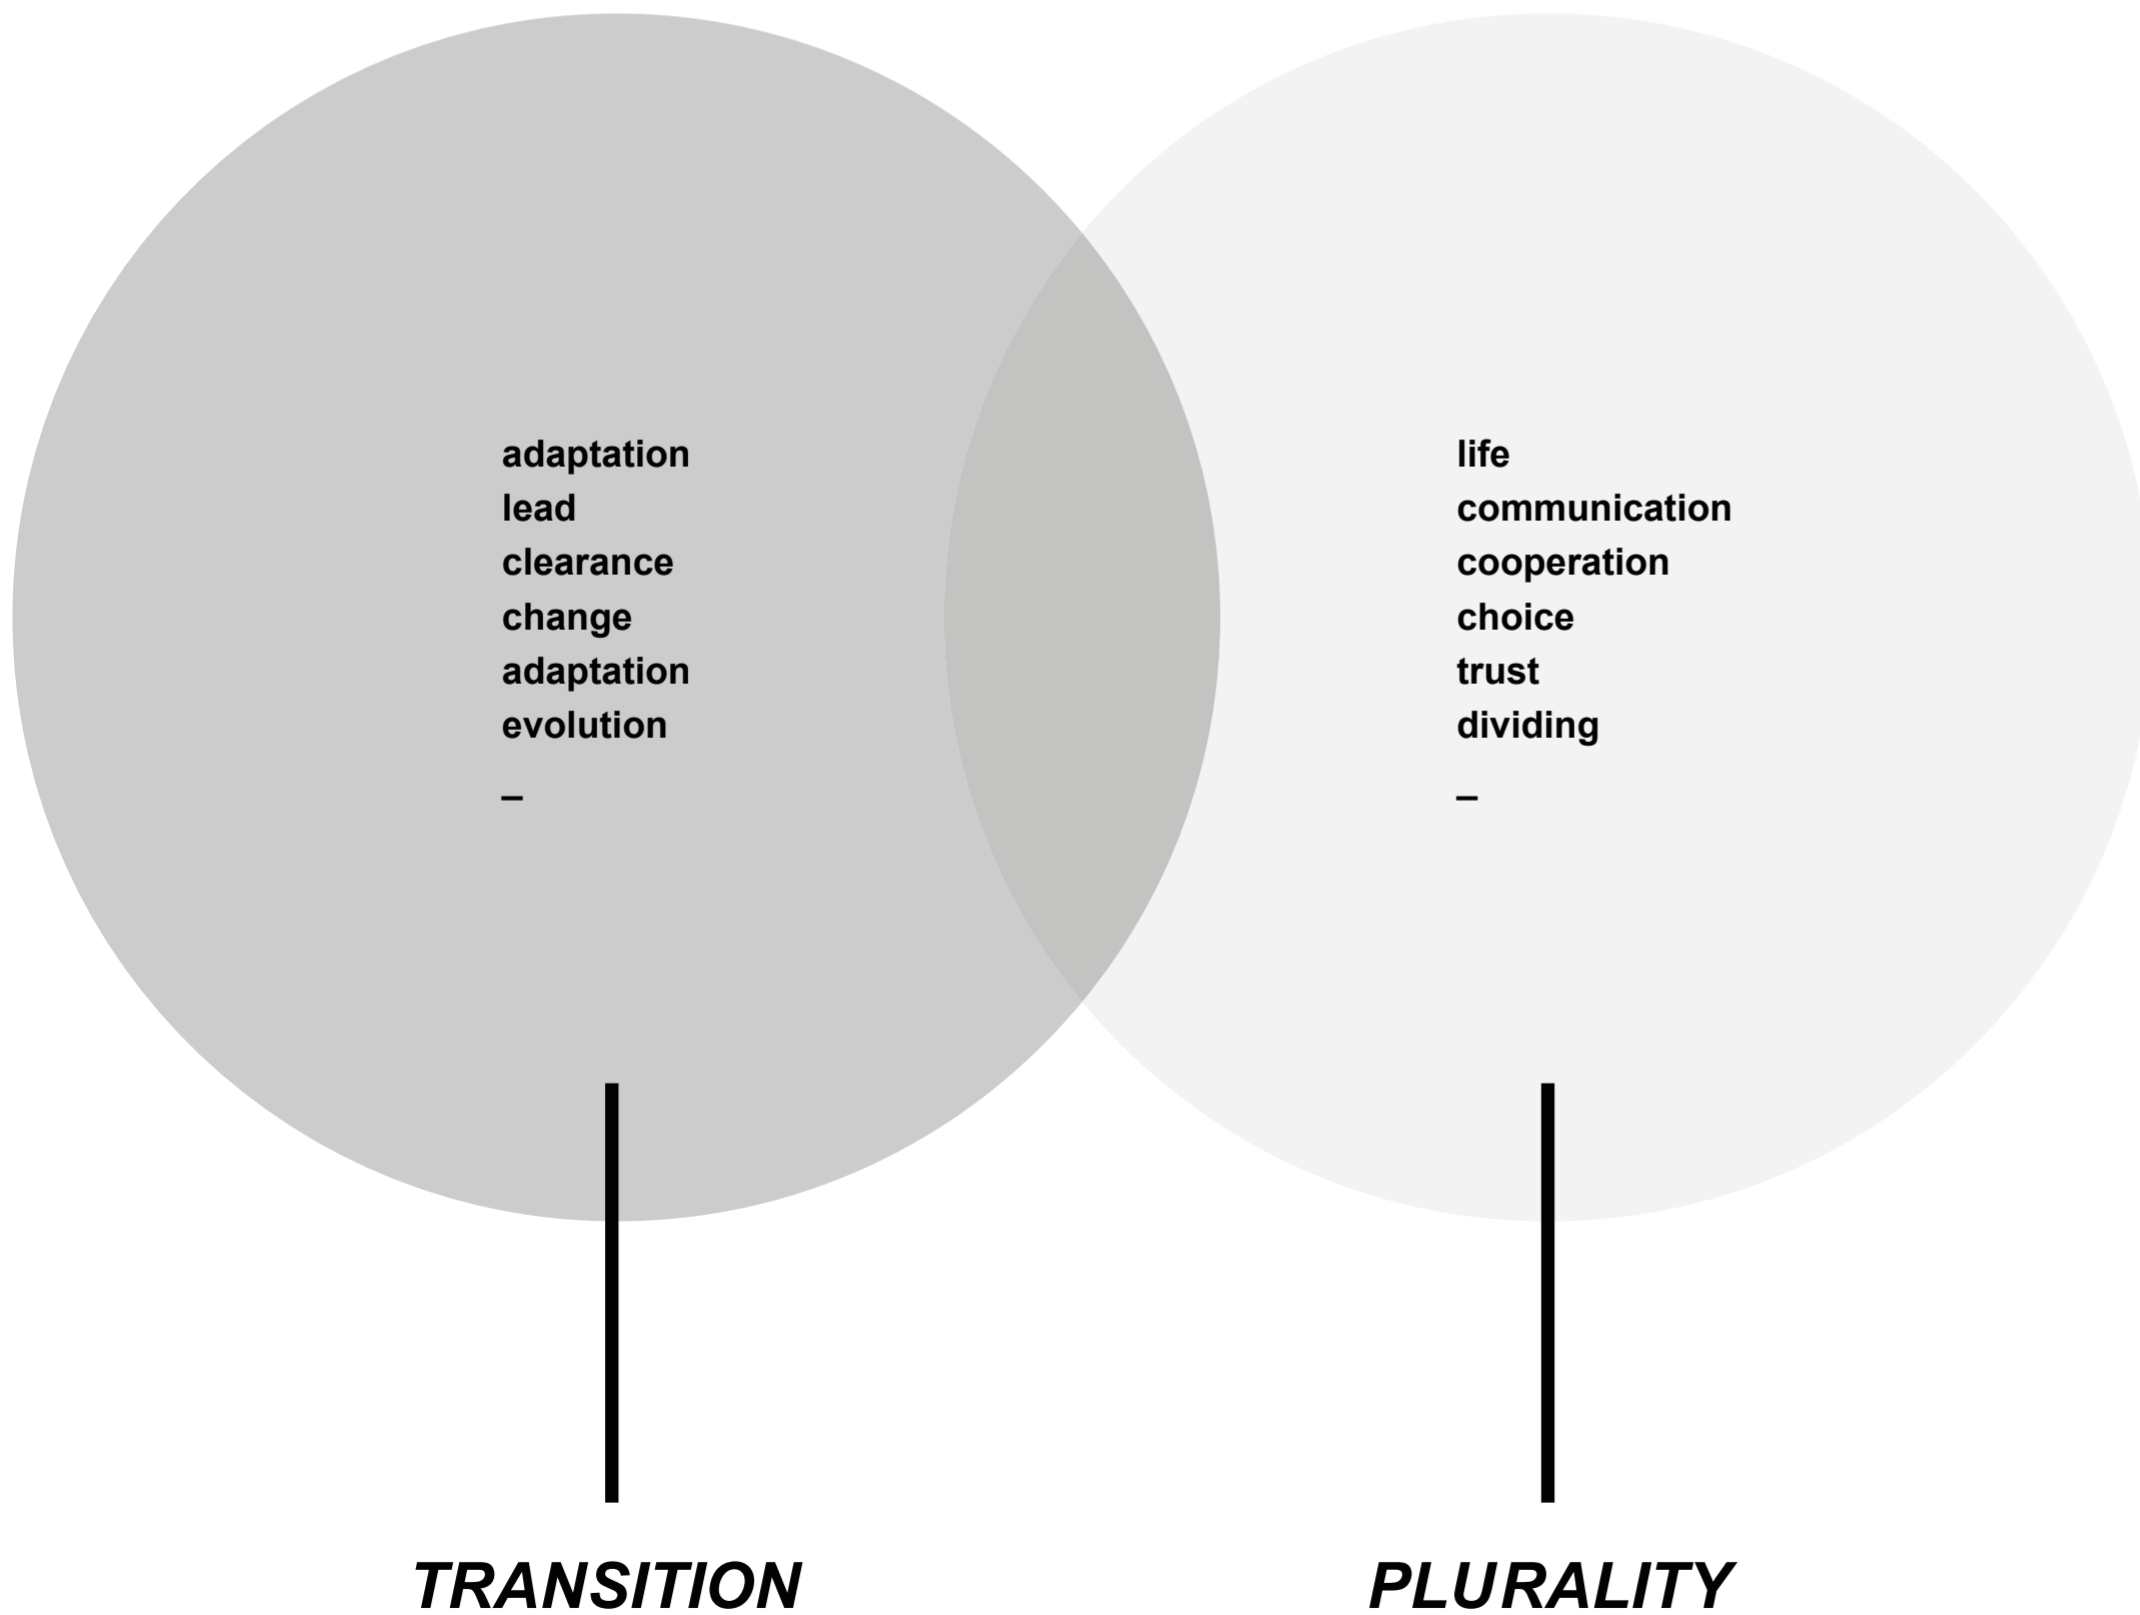 adaptation
lead
clearance
change
adaptation
evolution
_
life
communication
cooperation
choice
trust
dividing
_
TRANSITION
PLURALITY